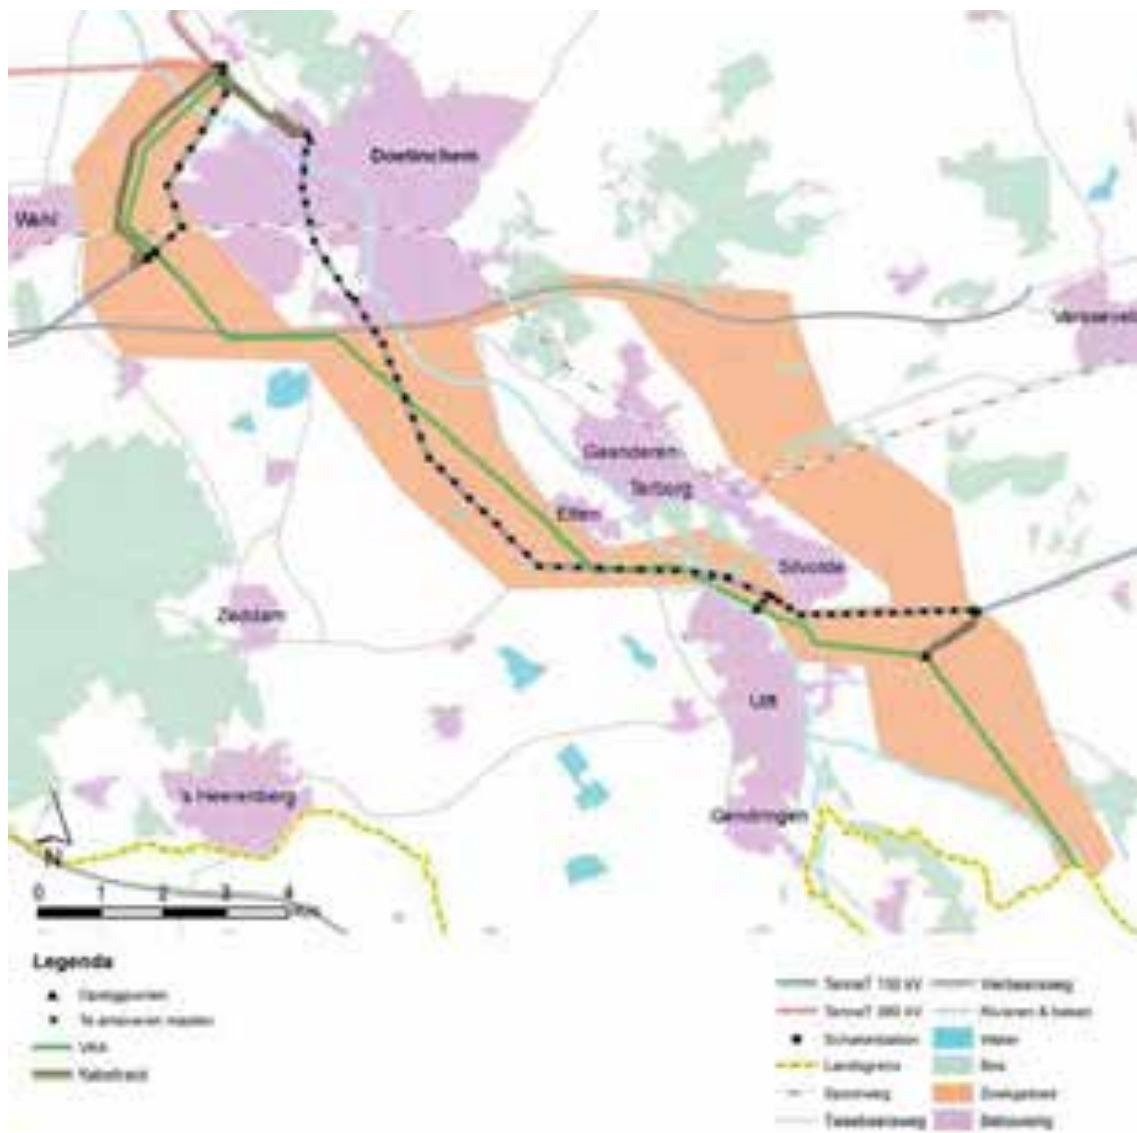 Doetinchem
Wehl
Varsseveld
Gaanderen
Terborg
Etten
Silvolde
Zeddam
Ulft
's Heerenberg
Gendringen
N
0 1 2 3 4
Legenda
Opstijgpunten
Te amoveren masten
VKA
Kabeltracé
TenneT 150 kV
TenneT 380 kV
Schakelstation
Landsgrens
Spoorweg
Tweebaansweg
Vierbaansweg
Rivieren & beken
Water
Bos
Zoekgebied
Bebouwing